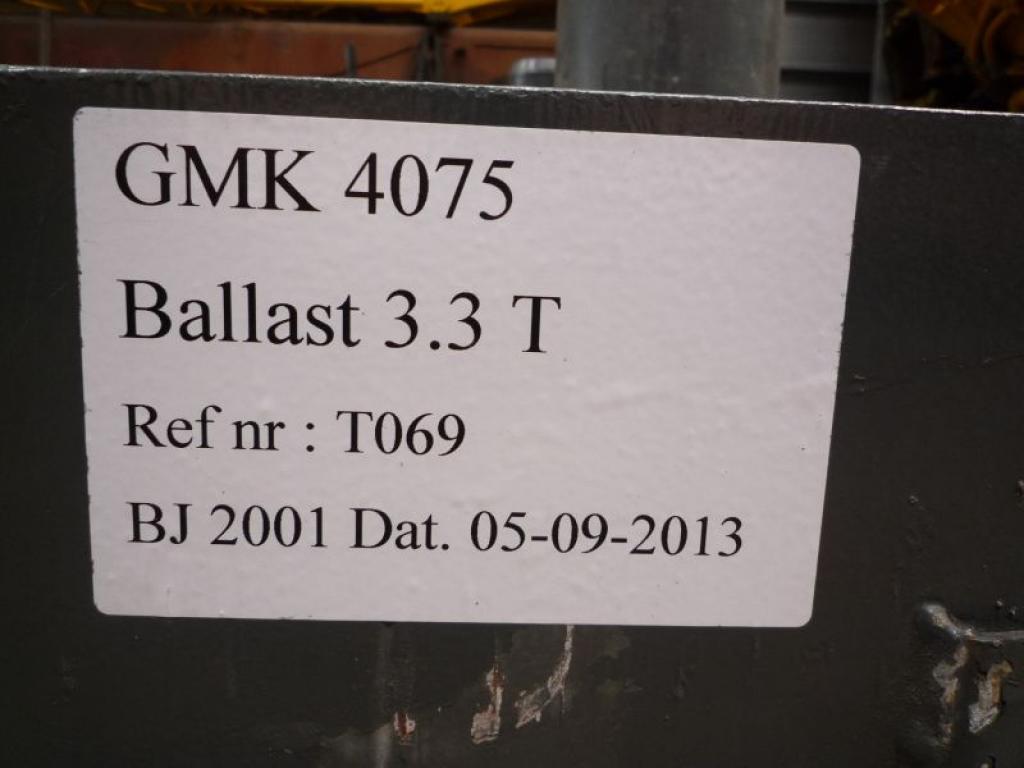 GMK 4075
Ballast 3.3 T
Ref nr : T069
BJ 2001 Dat. 05-09-2013